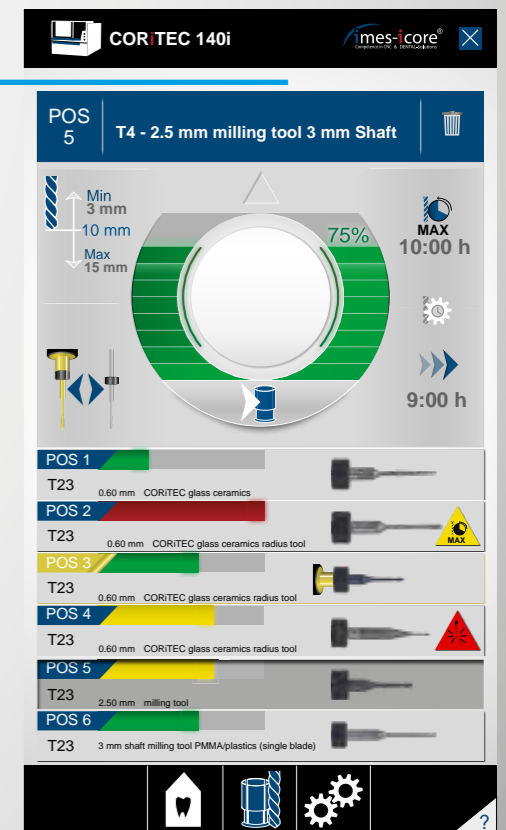 CORiTEC 140i
imes-icore®
Competence in CNC & DENTAL-Solutions
POS
5
T4 - 2.5 mm milling tool 3 mm Shaft
Min
3 mm
10 mm
Max
15 mm
75%
MAX
10:00 h
9:00 h
POS 1
T23
0.60 mm CORiTEC glass ceramics
POS 2
T23
0.60 mm CORiTEC glass ceramics radius tool
MAX
POS 3
T23
0.60 mm CORiTEC glass ceramics radius tool
POS 4
T23
0.60 mm CORiTEC glass ceramics radius tool
POS 5
T23
2.50 mm milling tool
POS 6
T23
3 mm shaft milling tool PMMA/plastics (single blade)
?